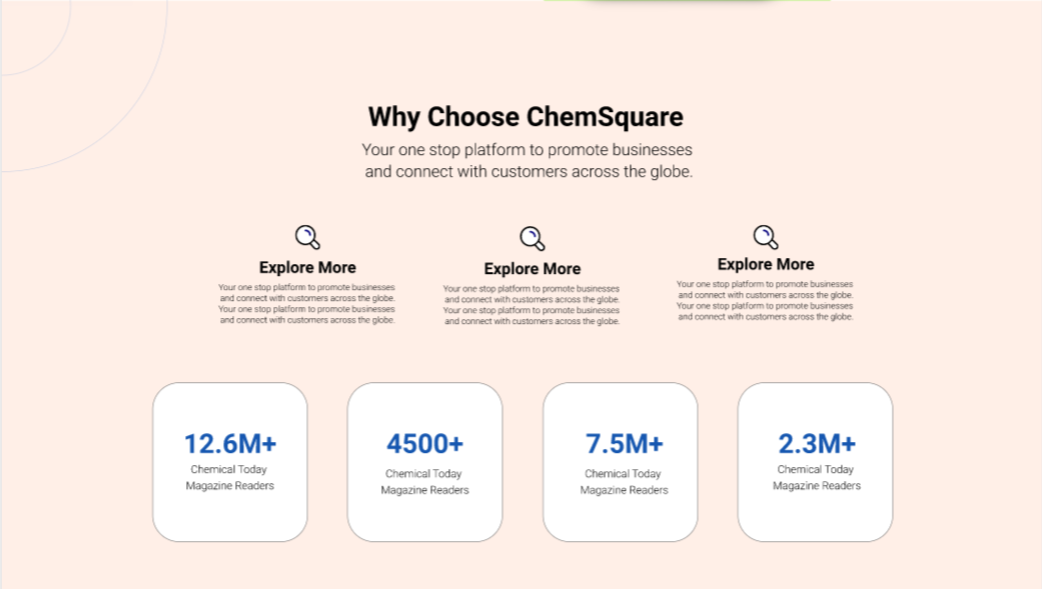 Why Choose ChemSquare
Your one stop platform to promote businesses
and connect with customers across the globe.
Explore More
Your one stop platform to promote businesses
and connect with customers across the globe.
Your one stop platform to promote businesses
and connect with customers across the globe.
Explore More
Your one stop platform to promote businesses
and connect with customers across the globe.
Your one stop platform to promote businesses
and connect with customers across the globe.
Explore More
Your one stop platform to promote businesses
and connect with customers across the globe.
Your one stop platform to promote businesses
and connect with customers across the globe.
12.6M+
Chemical Today
Magazine Readers
4500+
Chemical Today
Magazine Readers
7.5M+
Chemical Today
Magazine Readers
2.3M+
Chemical Today
Magazine Readers